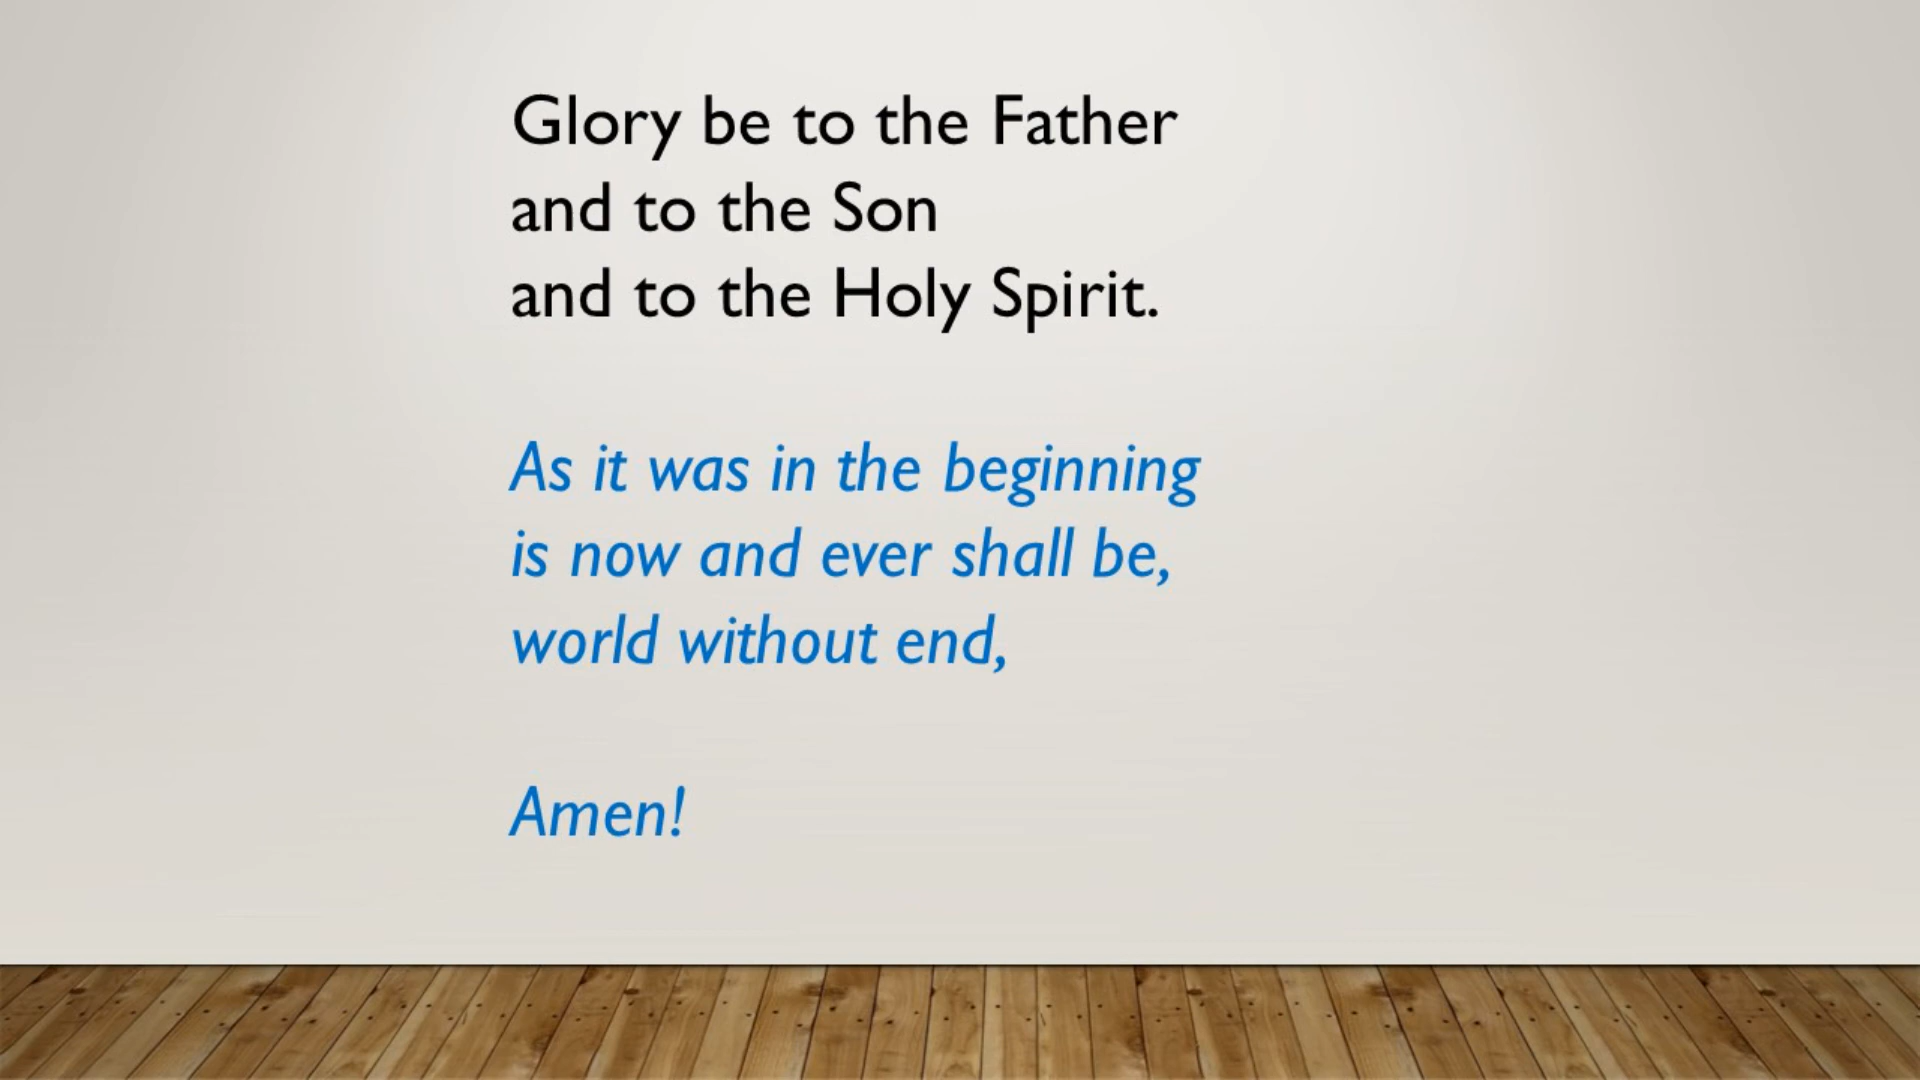 Glory be to the Father
and to the Son
and to the Holy Spirit.
As it was in the beginning
is now and ever shall be,
world without end,
Amen!